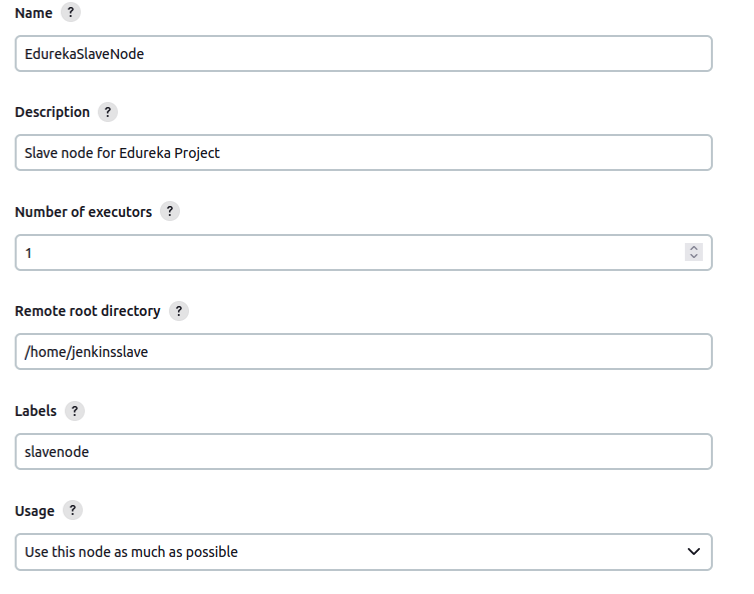 Name ?
EdurekaSlaveNode
Description ?
Slave node for Edureka Project
Number of executors ?
1
Remote root directory ?
/home/jenkinsslave
Labels ?
slavenode
Usage ?
Use this node as much as possible